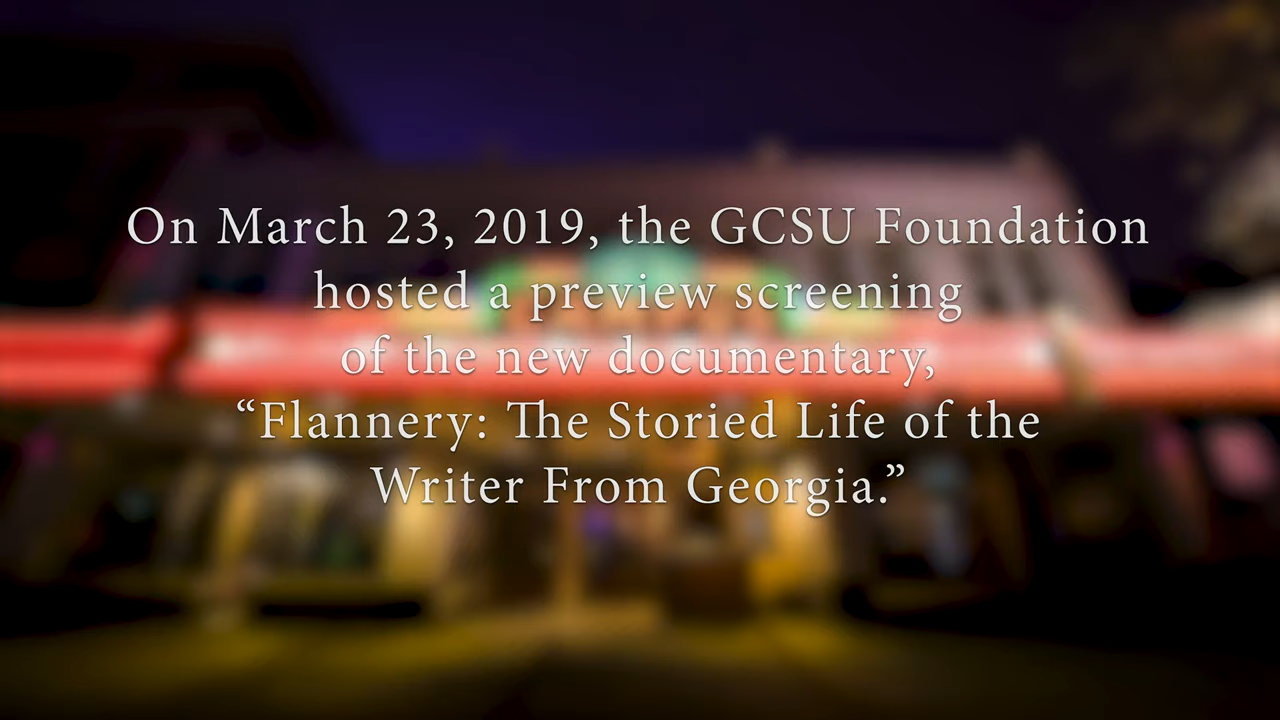 On March 23, 2019, the GCSU Foundation
hosted a preview screening
of the new documentary,
“Flannery: The Storied Life of the
Writer From Georgia.”